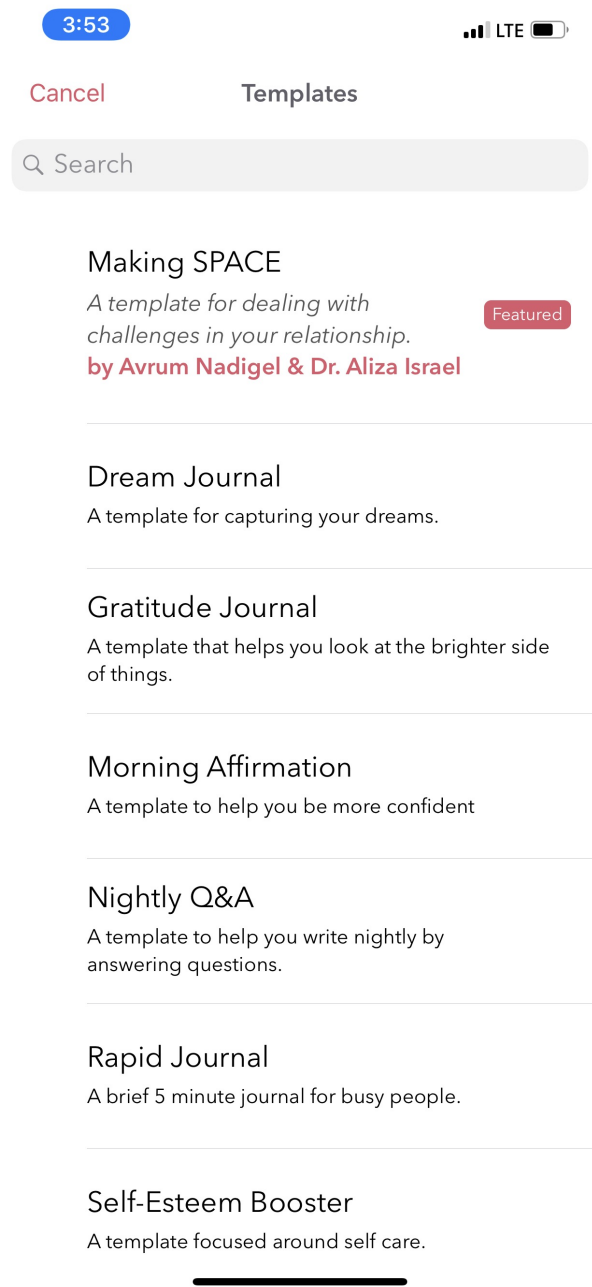 3:53
LTE
Cancel
Templates
Search
Making SPACE
A template for dealing with
challenges in your relationship.
by Avrum Nadigel & Dr. Aliza Israel
Featured
Dream Journal
A template for capturing your dreams.
Gratitude Journal
A template that helps you look at the brighter side
of things.
Morning Affirmation
A template to help you be more confident
Nightly Q&A
A template to help you write nightly by
answering questions.
Rapid Journal
A brief 5 minute journal for busy people.
Self-Esteem Booster
A template focused around self care.